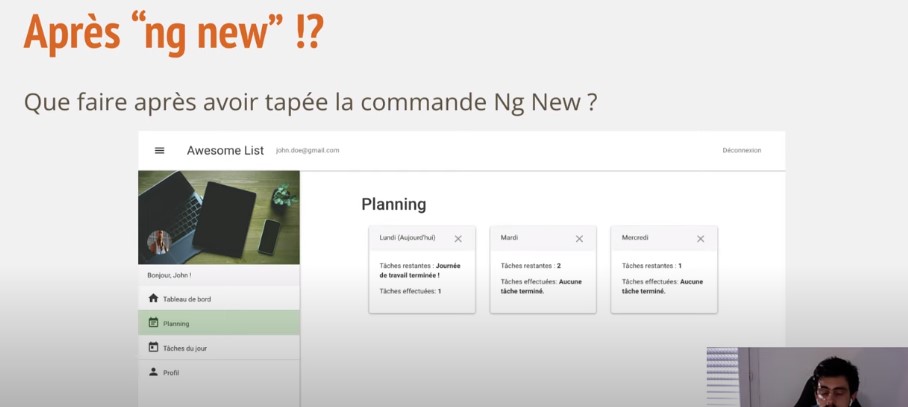 Après “ng new” !?
Que faire après avoir tapée la commande Ng New ?
Awesome List john.doe@gmail.com Déconnexion
Planning
Lundi (Aujourd'hui)
Tâches restantes : Journée
de travail terminée !
Tâches effectuées: 1
Mardi
Tâches restantes : 2
Tâches effectuées: Aucune
tâche terminé.
Mercredi
Tâches restantes : 1
Tâches effectuées: Aucune
tâche terminé.
Bonjour, John !
Tableau de bord
Planning
Tâches du jour
Profil